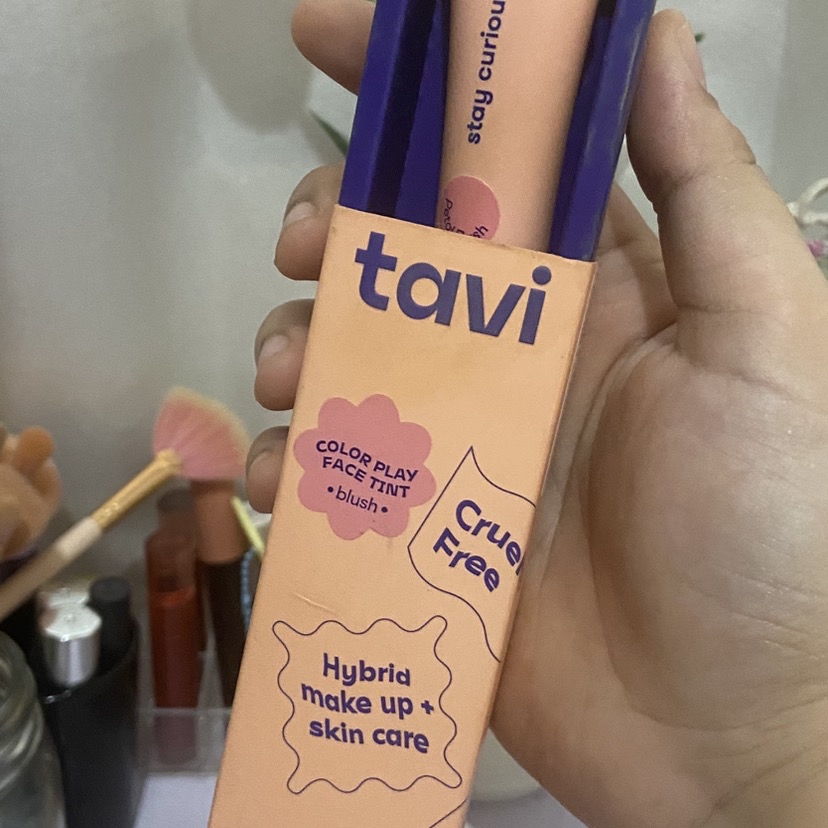 stay curiou
tavi
COLOR PLAY
FACE TINT
•blush•
Cruel
Free
Hybrid
make up +
skin care